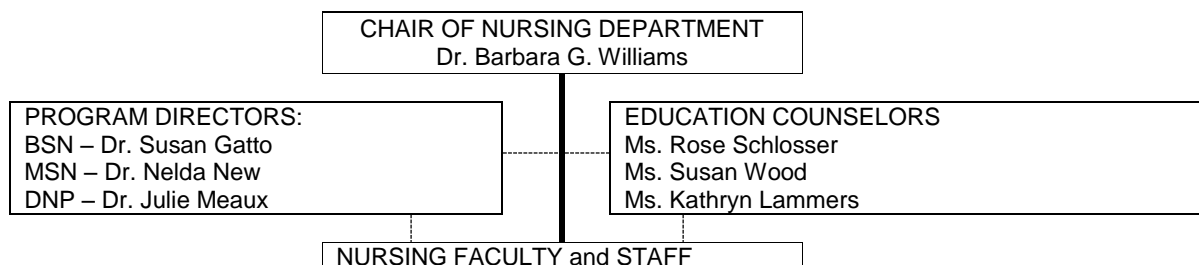 CHAIR OF NURSING DEPARTMENT
Dr. Barbara G. Williams
PROGRAM DIRECTORS:
BSN – Dr. Susan Gatto
MSN – Dr. Nelda New
DNP – Dr. Julie Meaux
EDUCATION COUNSELORS
Ms. Rose Schlosser
Ms. Susan Wood
Ms. Kathryn Lammers
NURSING FACULTY and STAFF